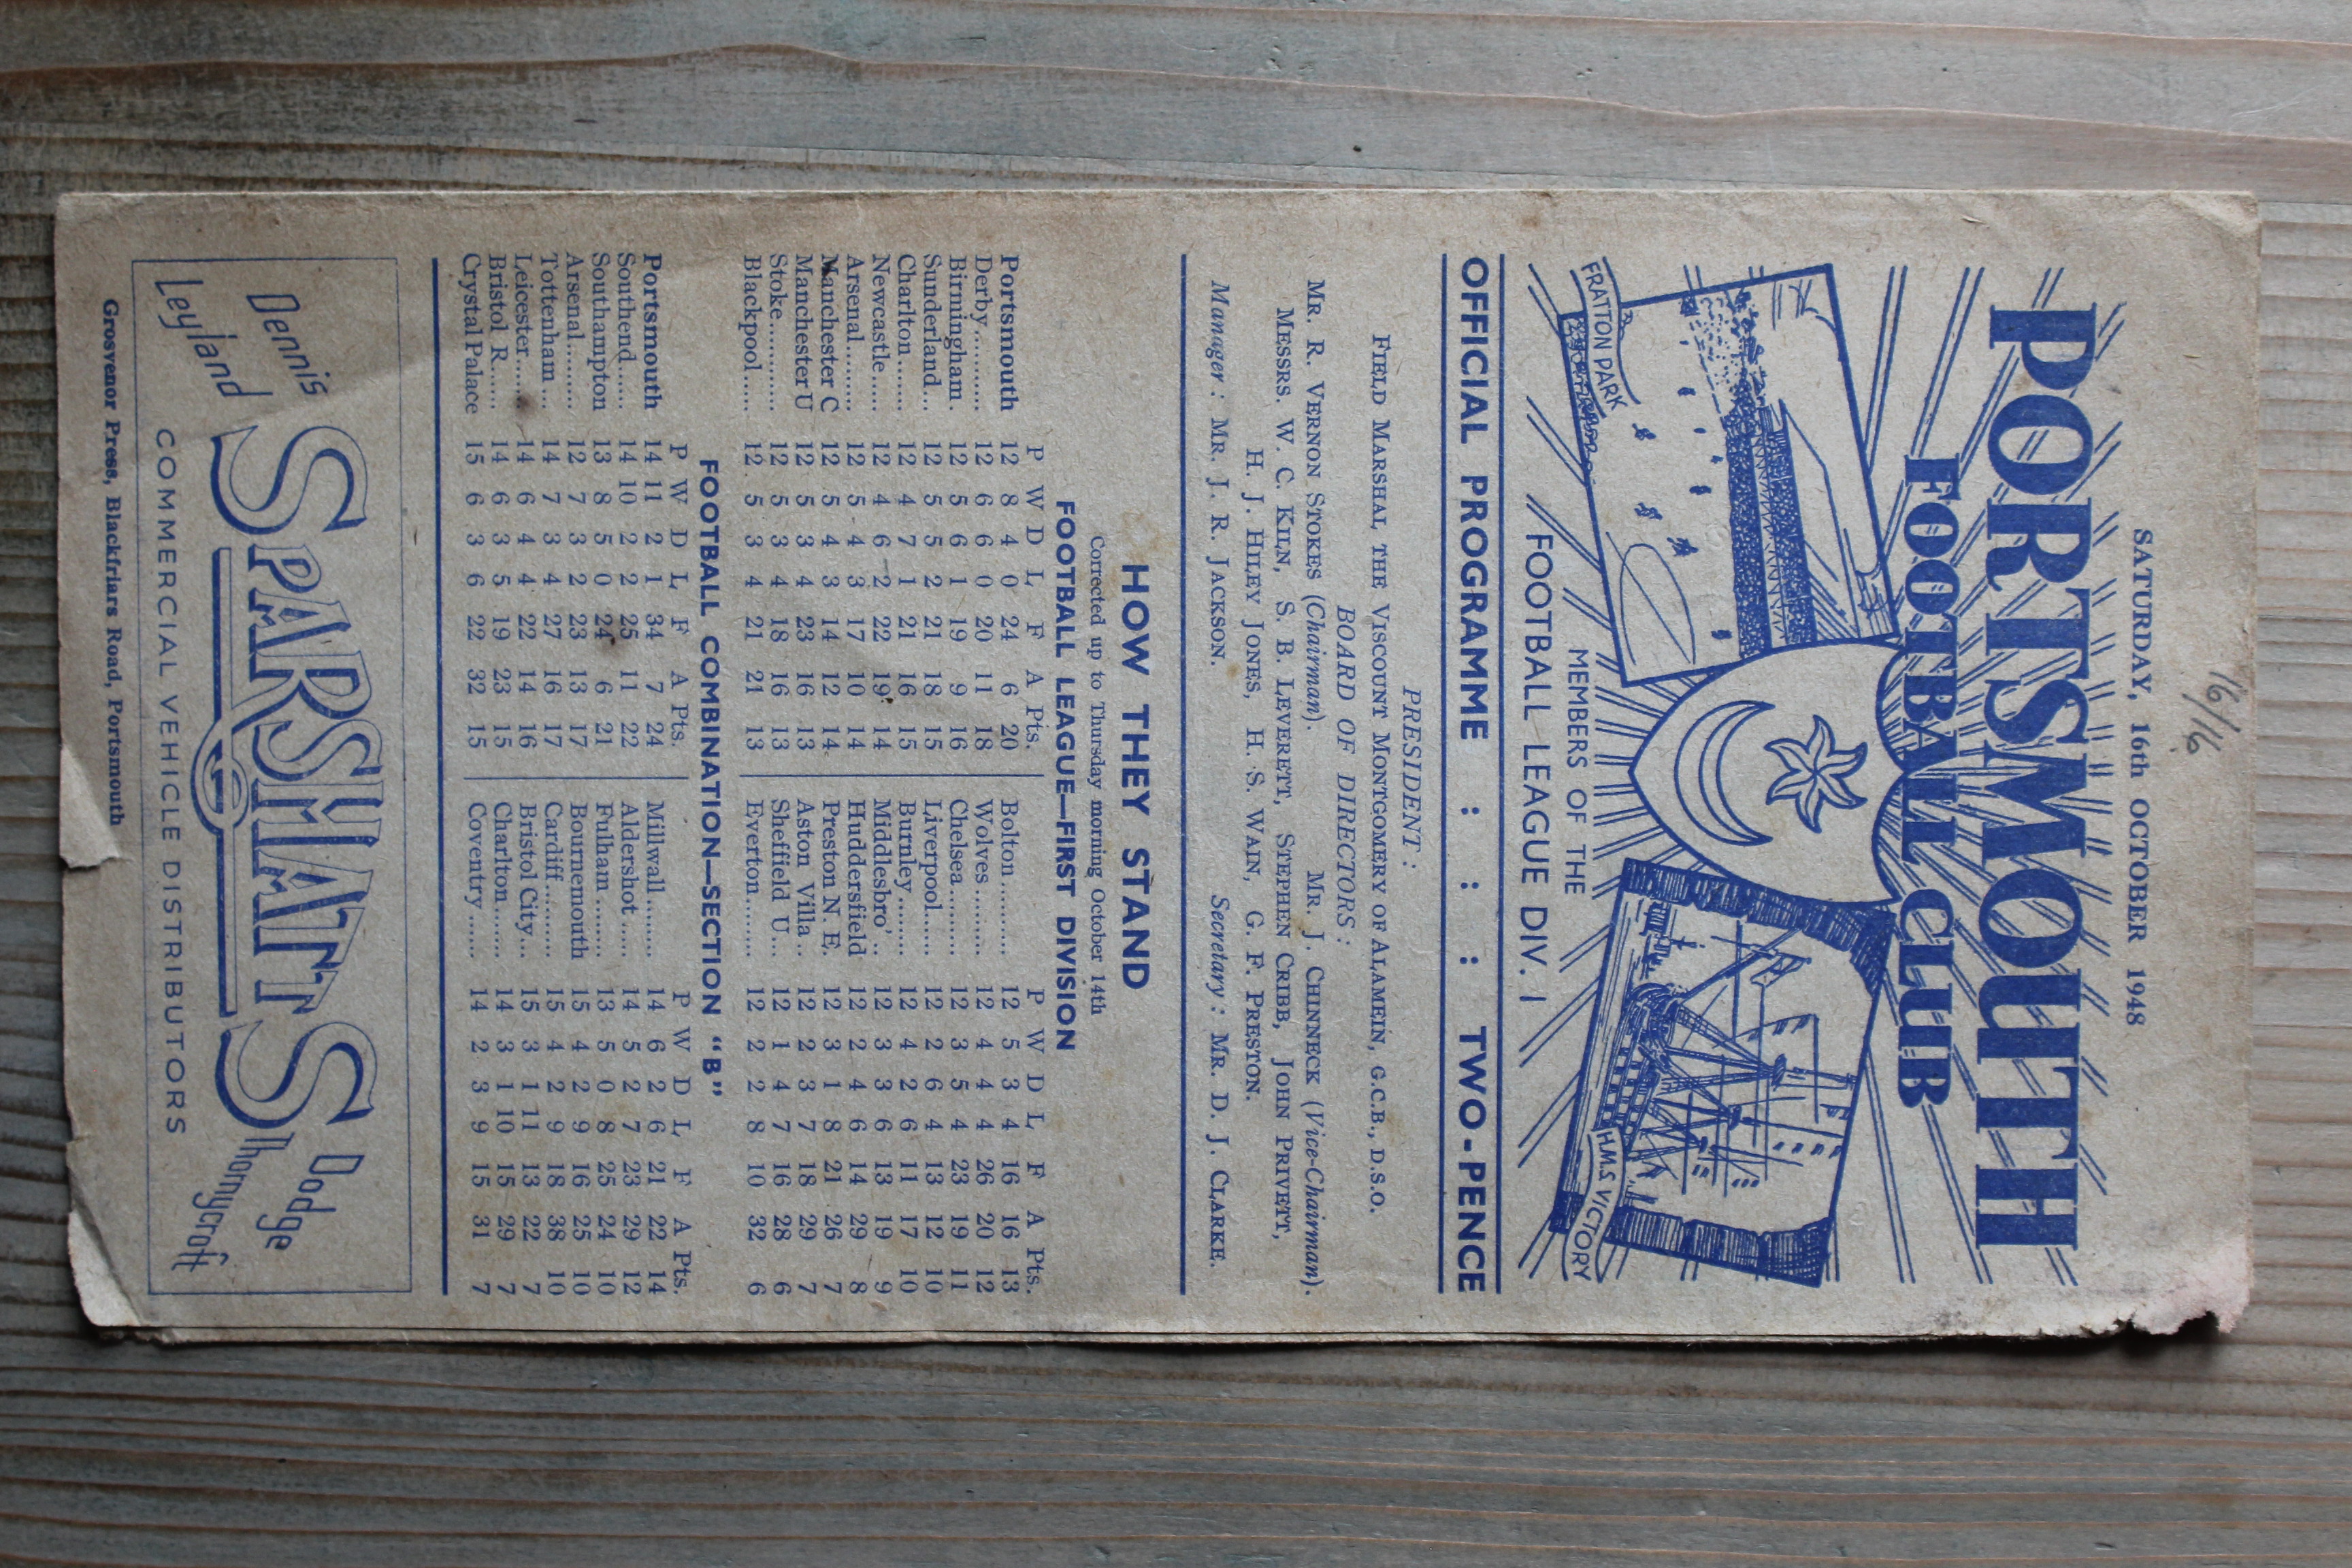 16/16
SATURDAY, 16th OCTOBER 1948
PORTSMOUTH
FOOTBALL CLUB
FRATTON PARK
H.M.S. VICTORY
MEMBERS OF THE
FOOTBALL LEAGUE DIV. 1
OFFICIAL PROGRAMME : : : TWO-PENCE
PRESIDENT :
FIELD MARSHAL THE VISCOUNT MONTGOMERY OF ALAMEIN, G.C.B., D.S.O.
BOARD OF DIRECTORS :
MR. R. VERNON STOKES (Chairman). MR. J. CHINNECK (Vice-Chairman).
MESSRS. W. C. KILN, S. B. LEVERETT, STEPHEN CRIBB, JOHN PRIVETT,
H. J. HILEY JONES, H. S. WAIN, G. F. PRESTON.
Manager : MR. J. R. JACKSON. Secretary : MR. D. J. CLARKE.
HOW THEY STAND
Corrected up to Thursday morning October 14th
FOOTBALL LEAGUE—FIRST DIVISION
P W D L F A Pts. P W D L F A Pts.
Portsmouth 12 8 4 0 24 6 20 Bolton.......... 12 5 3 4 16 16 13
Derby.......... 12 6 6 0 20 11 18 Wolves......... 12 4 4 4 26 20 12
Birmingham . 12 5 6 1 19 9 16 Chelsea......... 12 3 5 4 23 19 11
Sunderland... 12 5 5 2 21 18 15 Liverpool...... 12 2 6 4 13 12 10
Charlton ....... 12 4 7 1 21 16 15 Burnley........ 12 4 2 6 11 17 10
Newcastle ..... 12 4 6 2 22 19 14 Middlesbro' .. 12 3 3 6 13 19 9
Arsenal......... 12 5 4 3 17 10 14 Huddersfield 12 2 4 6 14 29 8
Manchester C 12 5 4 3 14 12 14 Preston N. E. 12 3 1 8 21 26 7
Manchester U 12 5 3 4 23 16 13 Aston Villa .. 12 2 3 7 18 29 7
Stoke............ 12 5 3 4 18 16 13 Sheffield U... 12 1 4 7 16 28 6
Blackpool..... 12 5 3 4 21 21 13 Everton........ 12 2 2 8 10 32 6
FOOTBALL COMBINATION—SECTION "B"
P W D L F A Pts. P W D L F A Pts.
Portsmouth 14 11 2 1 34 7 24 Millwall......... 14 6 2 6 21 22 14
Southend...... 14 10 2 2 25 11 22 Aldershot ..... 14 5 2 7 23 29 12
Southampton 13 8 5 0 24 6 21 Fulham ........ 13 5 0 8 25 24 10
Arsenal......... 12 7 3 2 23 13 17 Bournemouth 15 4 2 9 16 25 10
Tottenham ... 14 7 3 4 27 16 17 Cardiff.......... 15 4 2 9 18 38 10
Leicester....... 14 6 4 4 22 14 16 Bristol City... 15 3 1 11 13 22 7
Bristol R...... 14 6 3 5 19 23 15 Charlton....... 14 3 1 10 15 29 7
Crystal Palace 15 6 3 6 22 32 15 Coventry ...... 14 2 3 9 15 31 7
Dennis SPARSHATTS Dodge
Leyland Thornycroft
COMMERCIAL VEHICLE DISTRIBUTORS
Grosvenor Press, Blackfriars Road, Portsmouth